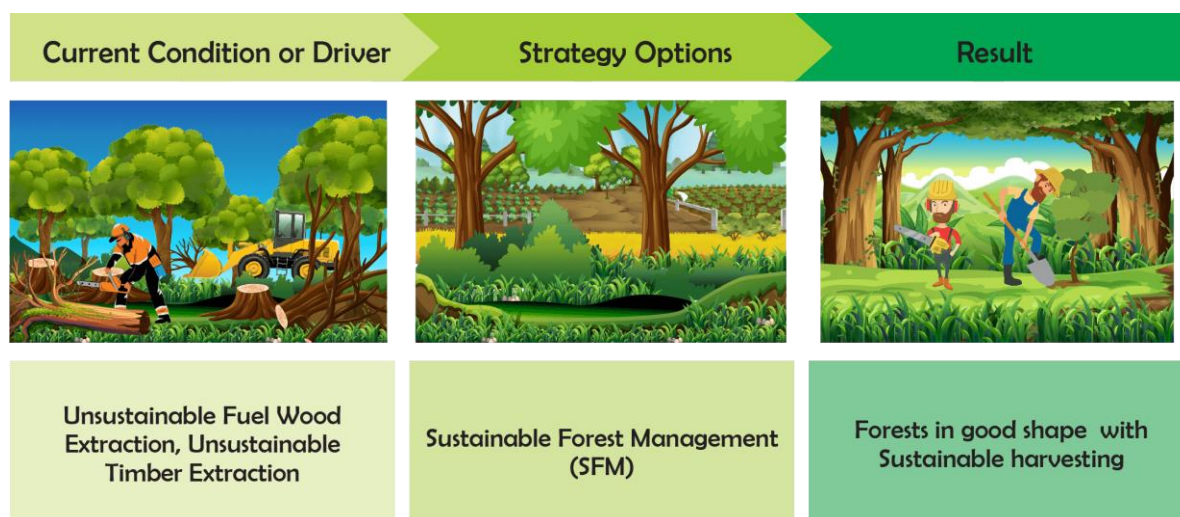 Current Condition or Driver
Strategy Options
Result
Unsustainable Fuel Wood
Extraction, Unsustainable
Timber Extraction
Sustainable Forest Management
(SFM)
Forests in good shape with
Sustainable harvesting